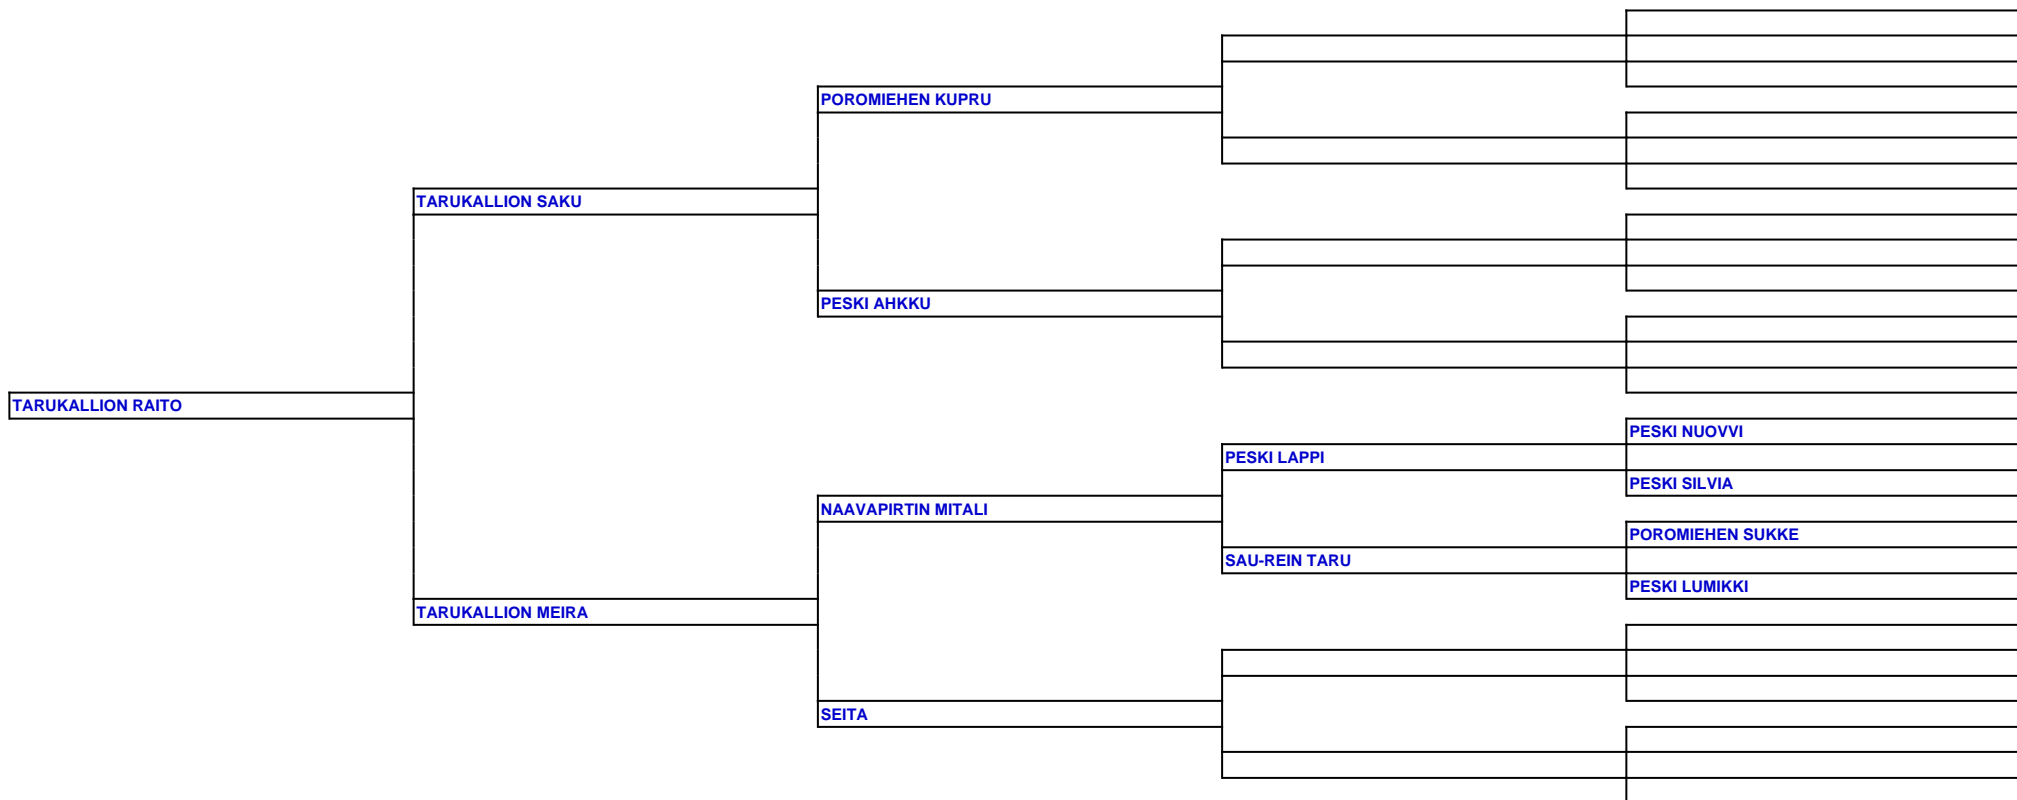 POROMIEHEN KUPRU
TARUKALLION SAKU
PESKI AHKKU
TARUKALLION RAITO
PESKI NUOVVI
PESKI LAPPI
PESKI SILVIA
NAAVAPIRTIN MITALI
POROMIEHEN SUKKE
SAU-REIN TARU
PESKI LUMIKKI
TARUKALLION MEIRA
SEITA